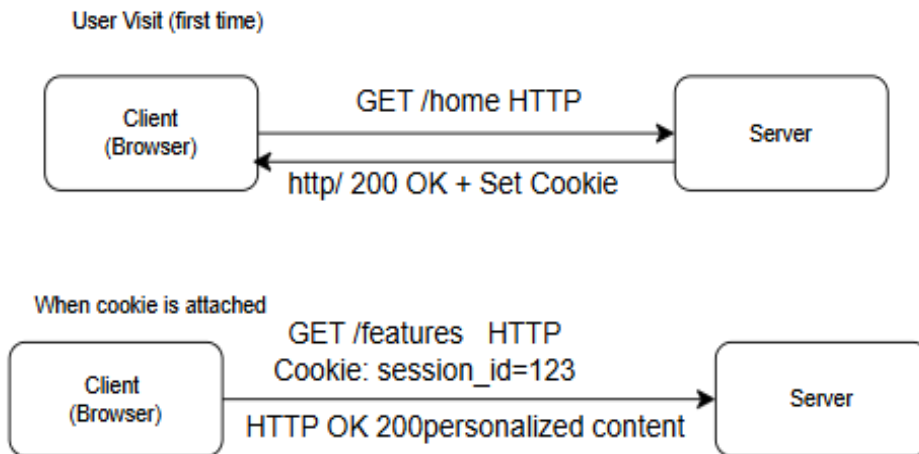 User Visit (first time)
Client
(Browser)
GET /home HTTP
http/ 200 OK + Set Cookie
Server
When cookie is attached
Client
(Browser)
GET /features HTTP
Cookie: session_id=123
HTTP OK 200personalized content
Server